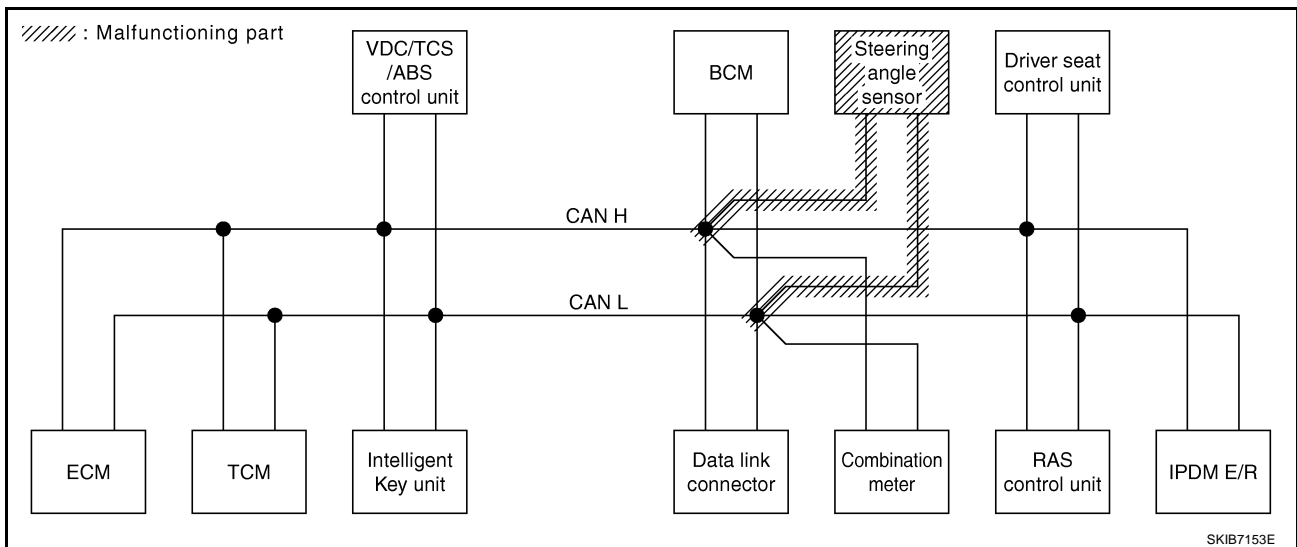 : Malfunctioning part
VDC/TCS
/ABS
control unit
BCM
Steering
angle
sensor
Driver seat
control unit
CAN H
CAN L
ECM
TCM
Intelligent
Key unit
Data link
connector
Combination
meter
RAS
control unit
IPDM E/R
SKIB7153E